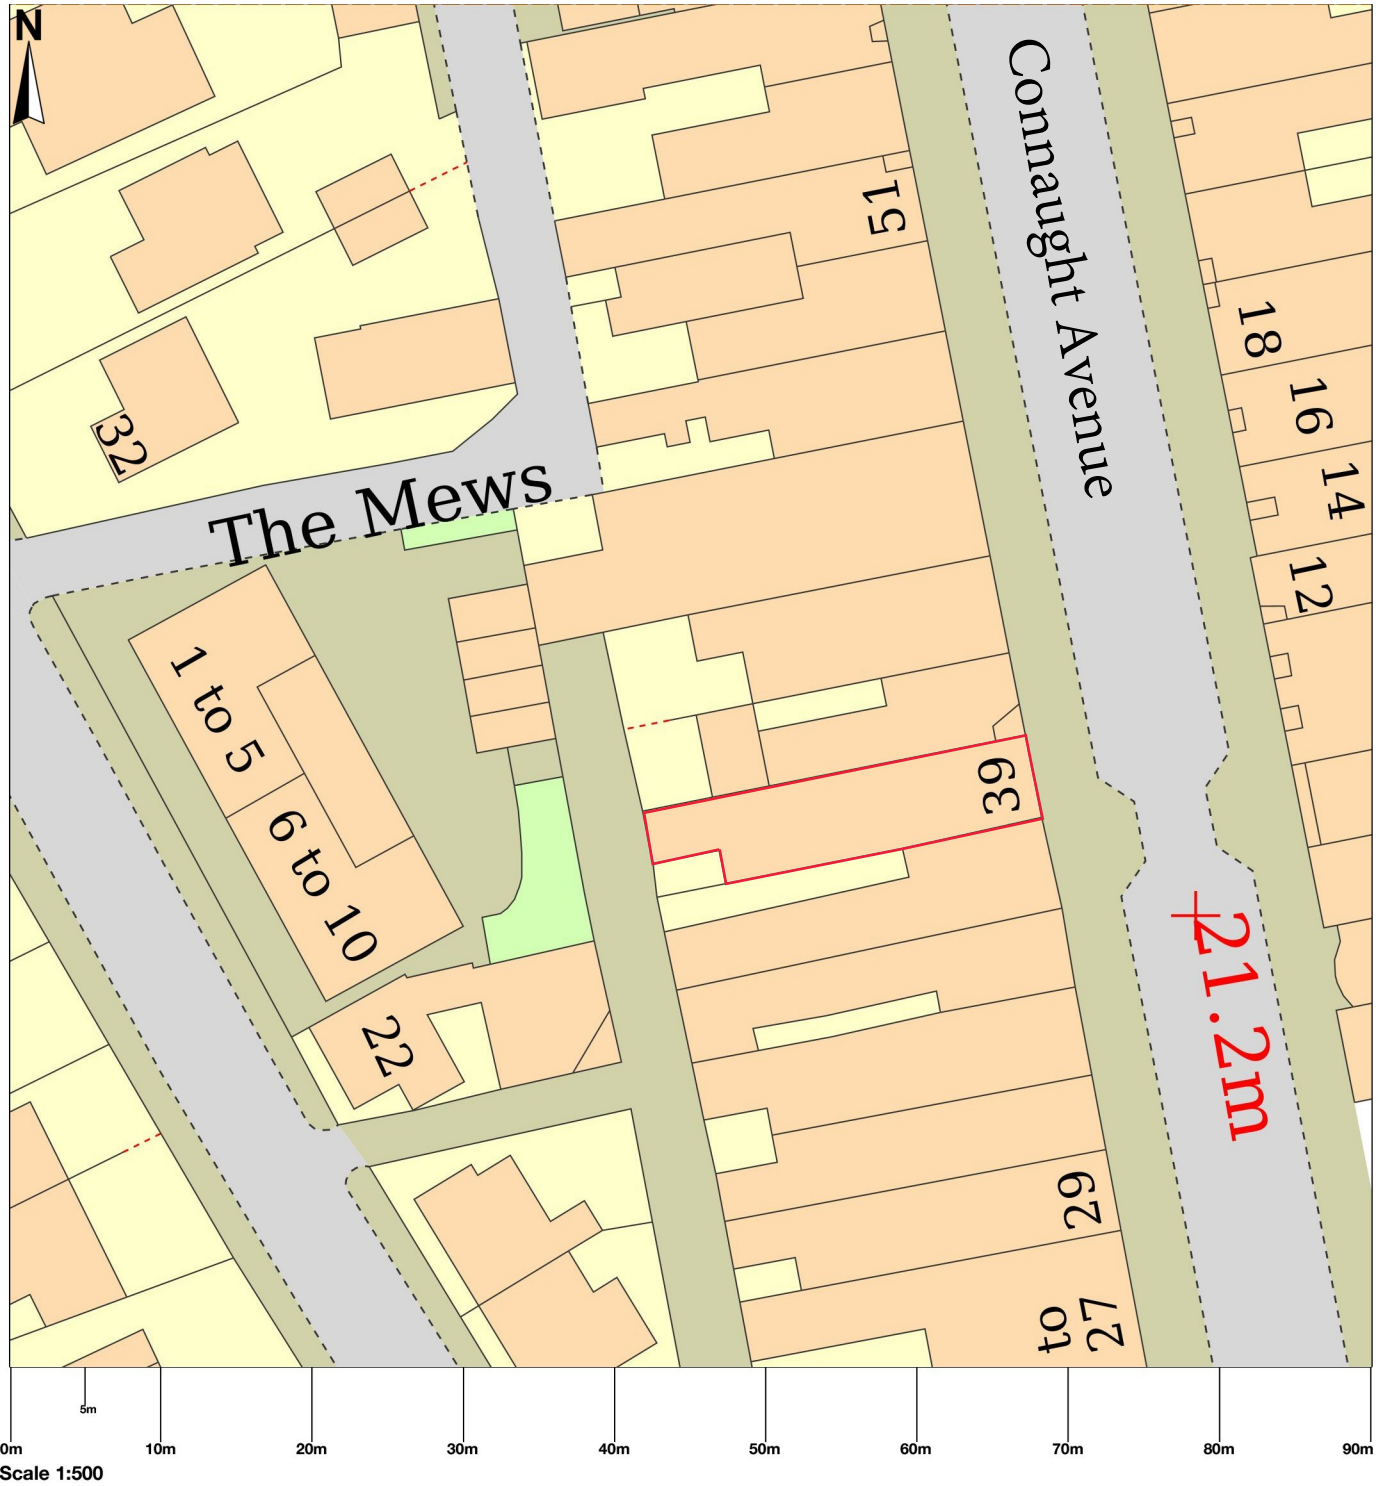 N
Connaught Avenue
51
18
16
14
12
32
The Mews
1 to 5
6 to 10
39
21.2m
22
29
27
to
5m
0m 10m 20m 30m 40m 50m 60m 70m 80m 90m
Scale 1:500